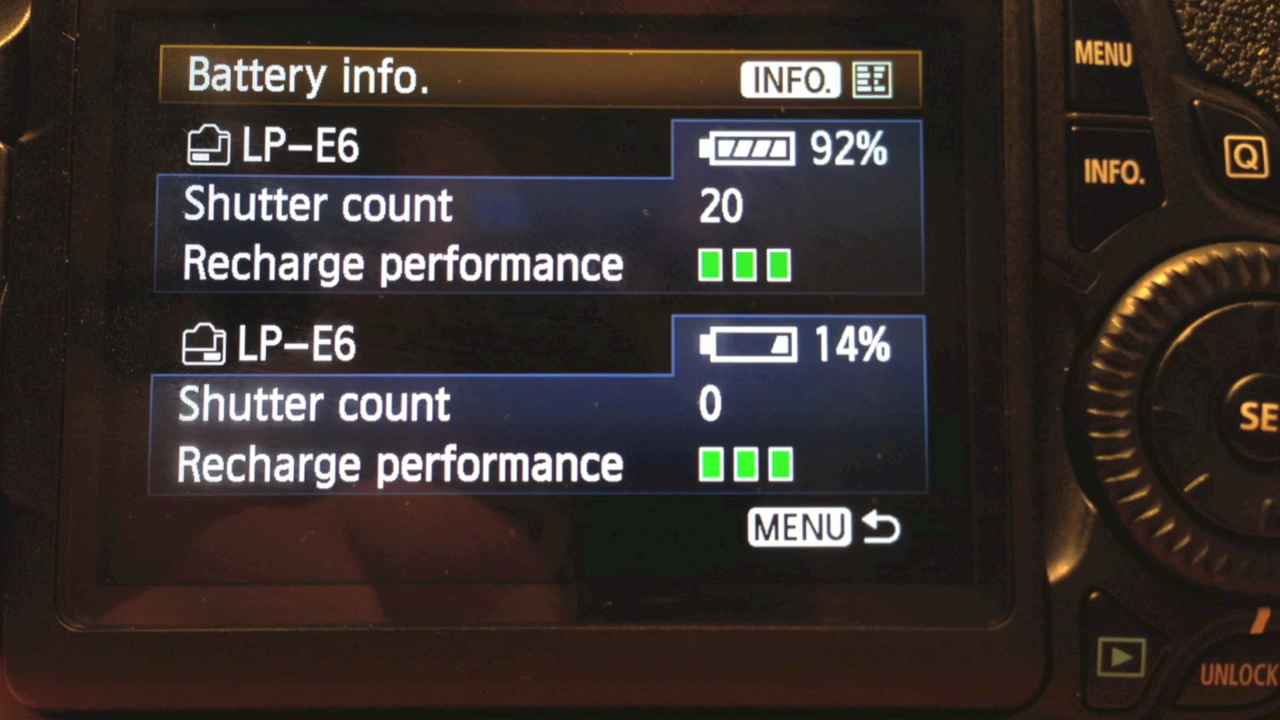 Battery info. INFO.
LP-E6 92%
Shutter count 20
Recharge performance
LP-E6 14%
Shutter count 0
Recharge performance
MENU
MENU
INFO. Q
SE
UNLOCK